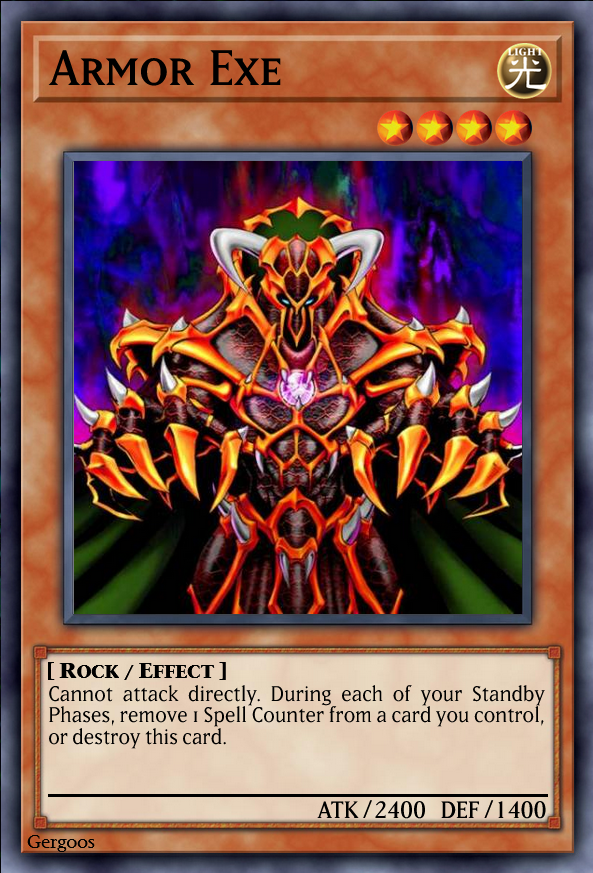 Armor Exe
LIGHT
光
[ Rock / Effect ]
Cannot attack directly. During each of your Standby
Phases, remove 1 Spell Counter from a card you control,
or destroy this card.
ATK / 2400 DEF / 1400
Gergoos